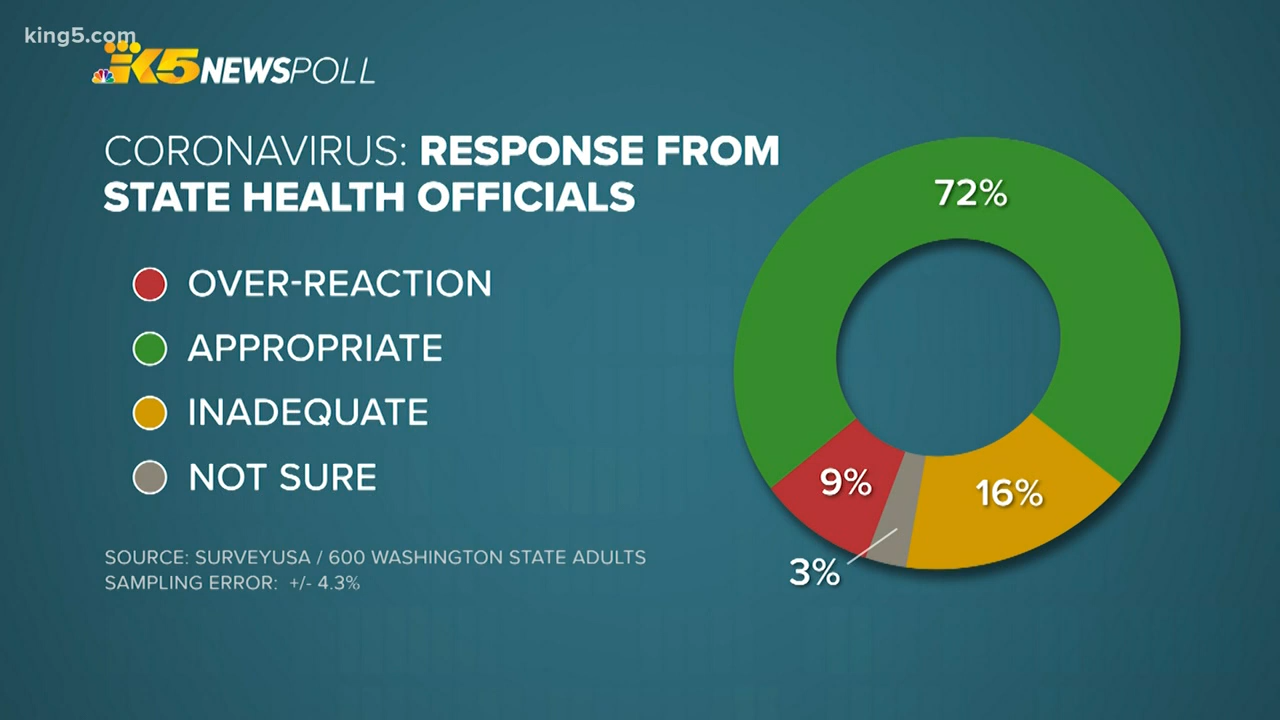 king5.com
K5 NEWSPOLL
CORONAVIRUS: RESPONSE FROM
STATE HEALTH OFFICIALS
OVER-REACTION
APPROPRIATE
INADEQUATE
NOT SURE
SOURCE: SURVEYUSA / 600 WASHINGTON STATE ADULTS
SAMPLING ERROR: +/- 4.3%
72%
9%
16%
3%